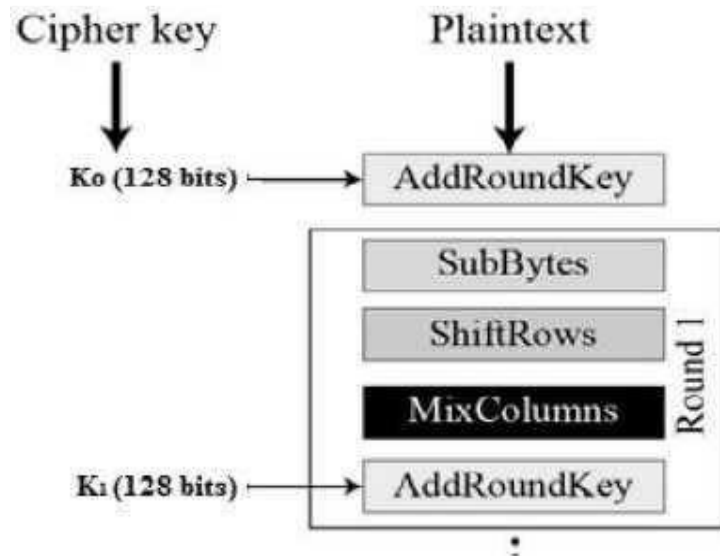 Cipher key
Plaintext
K0 (128 bits)
AddRoundKey
SubBytes
ShiftRows
MixColumns
Round 1
K1 (128 bits)
AddRoundKey